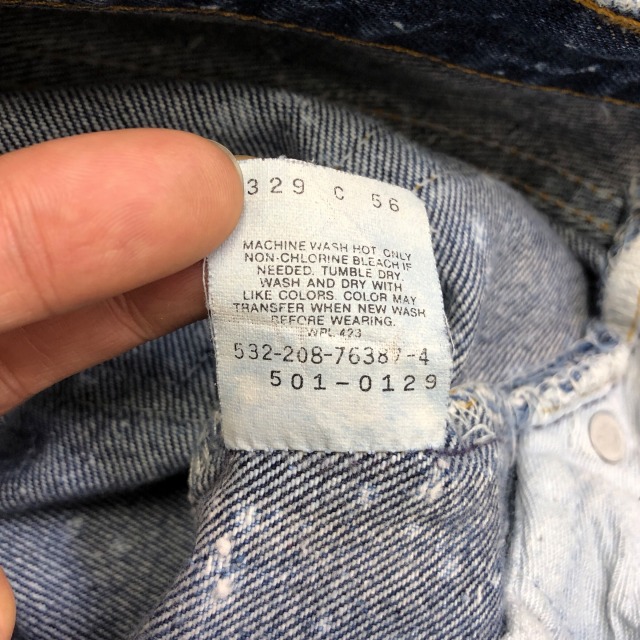 329 C 56
MACHINE WASH HOT ONLY
NON-CHLORINE BLEACH IF
NEEDED. TUMBLE DRY.
WASH AND DRY WITH
LIKE COLORS. COLOR MAY
TRANSFER WHEN NEW WASH
BEFORE WEARING.
WPL 423
532-208-76387-4
501-0129